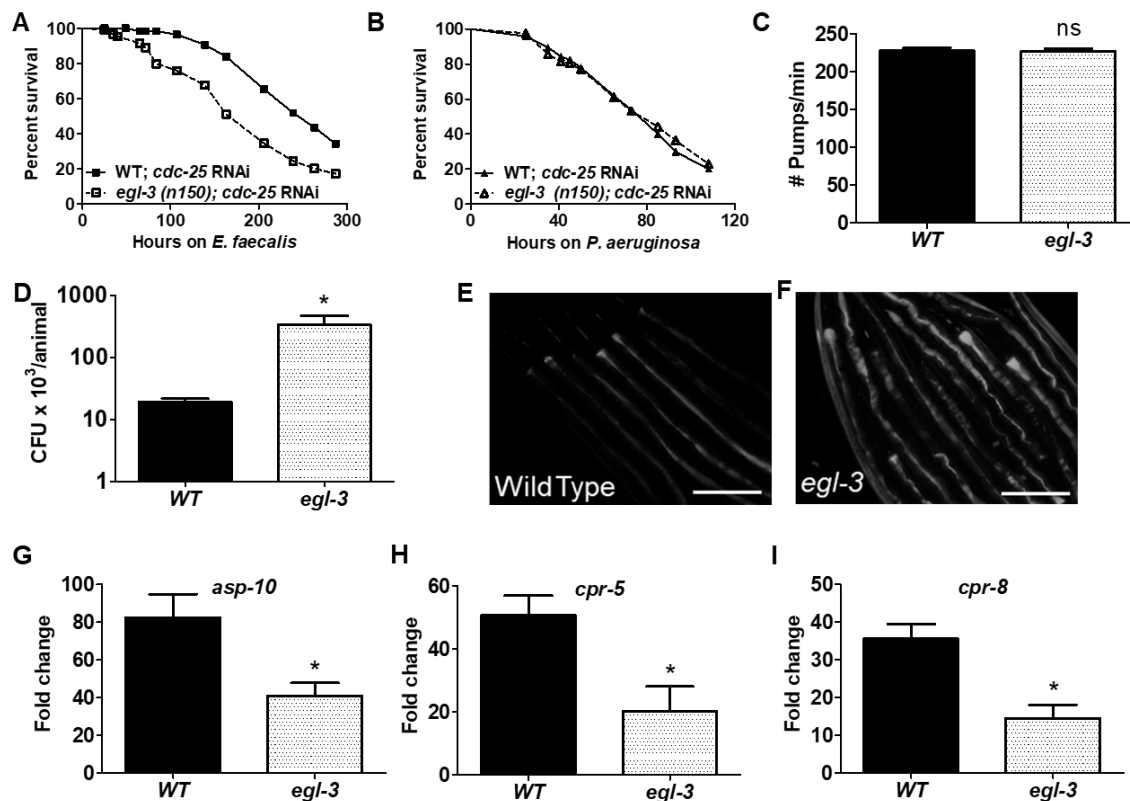 A
Percent survival
100
80
60
40
20
0
WT; cdc-25 RNAi
egl-3 (n150); cdc-25 RNAi
0 100 200 300
Hours on E. faecalis
B
Percent survival
100
80
60
40
20
0
WT; cdc-25 RNAi
egl-3 (n150); cdc-25 RNAi
0 40 80 120
Hours on P. aeruginosa
C
# Pumps/min
250
200
150
100
50
0
ns
WT egl-3
D
CFU x 10³/animal
1000
100
10
1
*
WT egl-3
E
Wild Type
F
egl-3
G
asp-10
Fold change
100
80
60
40
20
0
*
WT egl-3
H
cpr-5
Fold change
60
40
20
0
*
WT egl-3
I
cpr-8
Fold change
50
40
30
20
10
0
*
WT egl-3